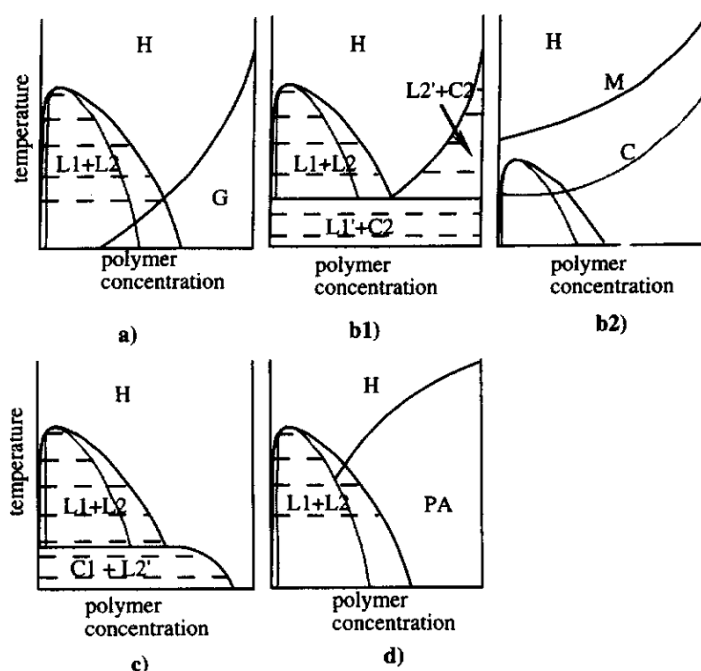 H
H
H
M
L2'+C2
C
L1+L2
L1+L2
G
L1'+C2
temperature
polymer
concentration
polymer
concentration
polymer
concentration
a)
b1)
b2)
H
H
L1+L2
L1+L2
PA
C1 + L2'
temperature
polymer
concentration
polymer
concentration
c)
d)